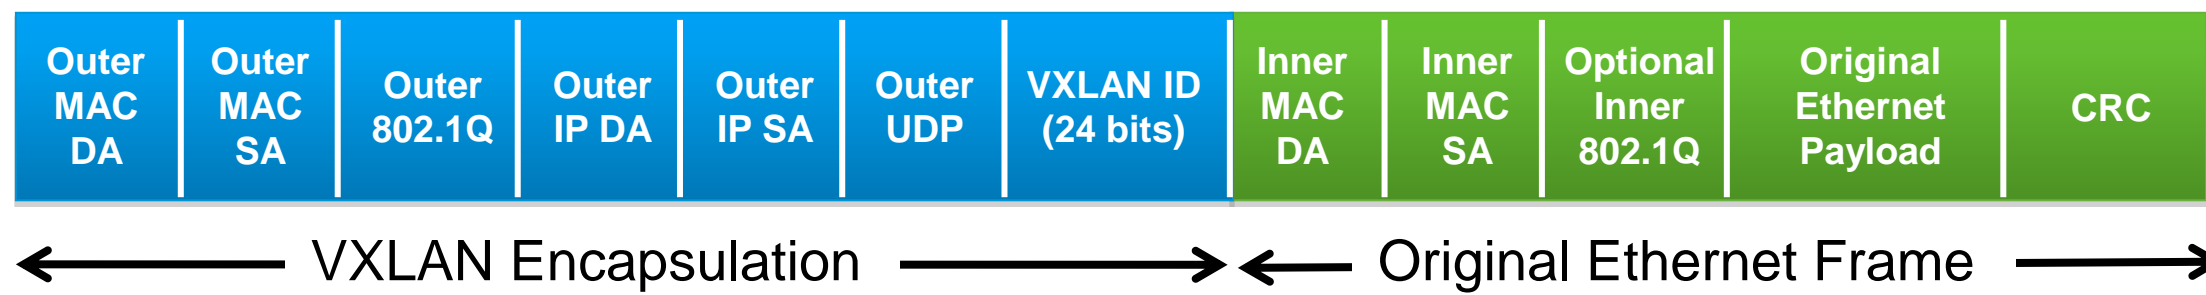 Outer
MAC
DA
Outer
MAC
SA
Outer
802.1Q
Outer
IP DA
Outer
IP SA
Outer
UDP
VXLAN ID
(24 bits)
Inner
MAC
DA
Inner
MAC
SA
Optional
Inner
802.1Q
Original
Ethernet
Payload
CRC
VXLAN Encapsulation
Original Ethernet Frame